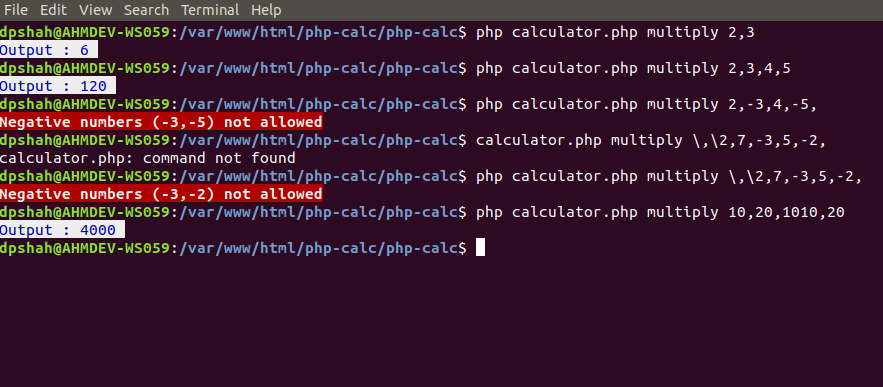 File Edit View Search Terminal Help
dpshah@AHMDEV-WS059:/var/www/html/php-calc/php-calc$ php calculator.php multiply 2,3
Output : 6
dpshah@AHMDEV-WS059:/var/www/html/php-calc/php-calc$ php calculator.php multiply 2,3,4,5
Output : 120
dpshah@AHMDEV-WS059:/var/www/html/php-calc/php-calc$ php calculator.php multiply 2,-3,4,-5,
Negative numbers (-3,-5) not allowed
dpshah@AHMDEV-WS059:/var/www/html/php-calc/php-calc$ calculator.php multiply \,\2,7,-3,5,-2,
calculator.php: command not found
dpshah@AHMDEV-WS059:/var/www/html/php-calc/php-calc$ php calculator.php multiply \,\2,7,-3,5,-2,
Negative numbers (-3,-2) not allowed
dpshah@AHMDEV-WS059:/var/www/html/php-calc/php-calc$ php calculator.php multiply 10,20,1010,20
Output : 4000
dpshah@AHMDEV-WS059:/var/www/html/php-calc/php-calc$